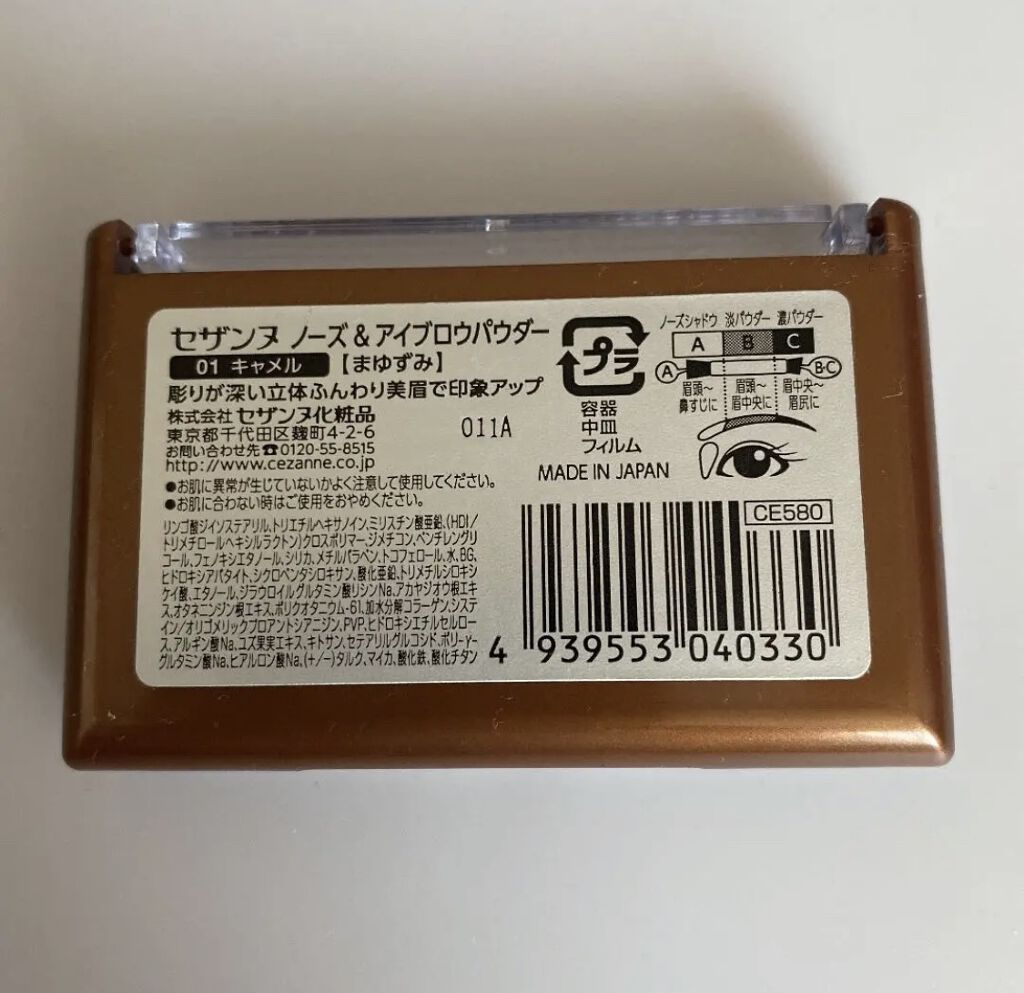 セザンヌ ノーズ&アイブロウパウダー
01 キャメル 【まゆずみ】
彫りが深い立体ふんわり美眉で印象アップ
株式会社 セザンヌ化粧品
東京都千代田区麹町4-2-6
お問い合わせ先☎0120-55-8515
http://www.cezanne.co.jp
011A
●お肌に異常が生じていないかよく注意して使用してください。
●お肌に合わない時はご使用をおやめください。
リンゴ酸ジイソステアリル、トリエチルヘキサノイン、ミリスチン酸亜鉛、(HDI/
トリメチロールヘキシルラクトン)クロスポリマー、ジメチコン、ペンチレングリ
コール、フェノキシエタノール、シリカ、メチルパラベン、トコフェロール、水、BG、
ヒドロキシアパタイト、シクロペンタシロキサン、酸化亜鉛、トリメチルシロキシ
ケイ酸、エタノール、ジラウロイルグルタミン酸リシンNa、アカヤジオウ根エキ
ス、オタネニンジン根エキス、ポリクオタニウム-61、加水分解コラーゲン、システ
イン/オリゴメリックプロアントシアニジン、PVP、ヒドロキシエチルセルロー
ス、アルギン酸Na、ユズ果実エキス、キトサン、セテアリルグルコシド、ポリ-γ-
グルタミン酸Na、ヒアルロン酸Na、(+/-)タルク、マイカ、酸化鉄、酸化チタン
プラ
容器
中皿
フィルム
MADE IN JAPAN
ノーズシャドウ 淡パウダー 濃パウダー
A B C
A B・C
眉頭～
鼻すじに
眉頭～
眉中央に
眉中央～
眉尻に
CE580
4 939553 040330